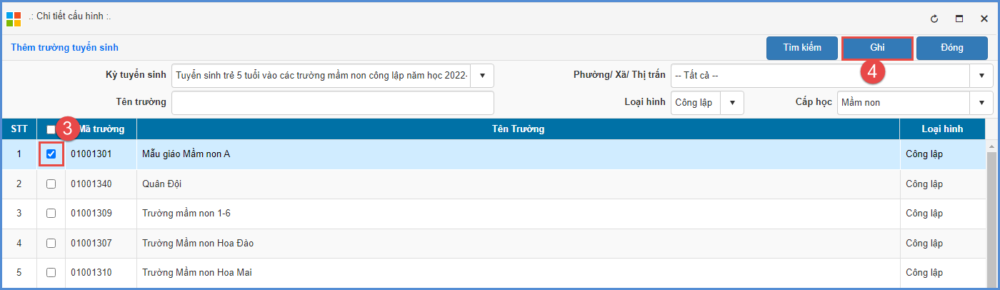 .: Chi tiết cấu hình :.
Thêm trường tuyển sinh
Tìm kiếm Ghi Đóng
4
Kỳ tuyển sinh Tuyển sinh trẻ 5 tuổi vào các trường mầm non công lập năm học 2022- Phường/ Xã/ Thị trấn -- Tất cả --
Tên trường Loại hình Công lập Cấp học Mầm non
3
STT Mã trường Tên Trường Loại hình
1 01001301 Mẫu giáo Mầm non A Công lập
2 01001340 Quân Đội Công lập
3 01001309 Trường mầm non 1-6 Công lập
4 01001307 Trường Mầm non Hoa Đào Công lập
5 01001310 Trường Mầm non Hoa Mai Công lập